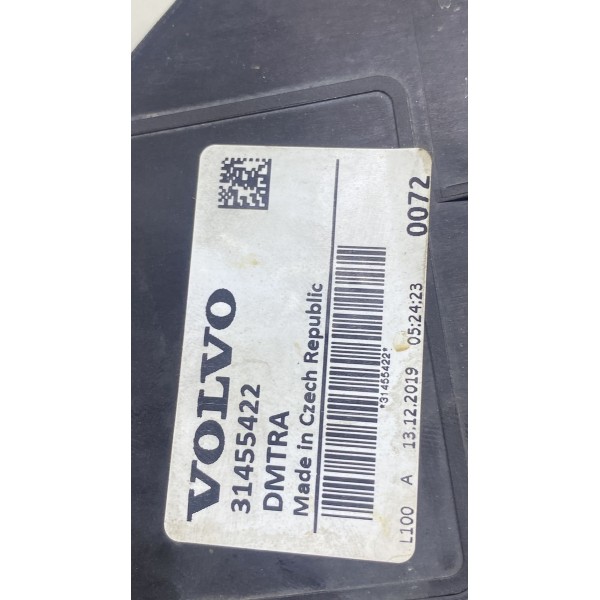 VOLVO
31455422
DMTRA
Made in Czech Republic
*31455422*
L100 A 13.12.2019 05:24:23 0072